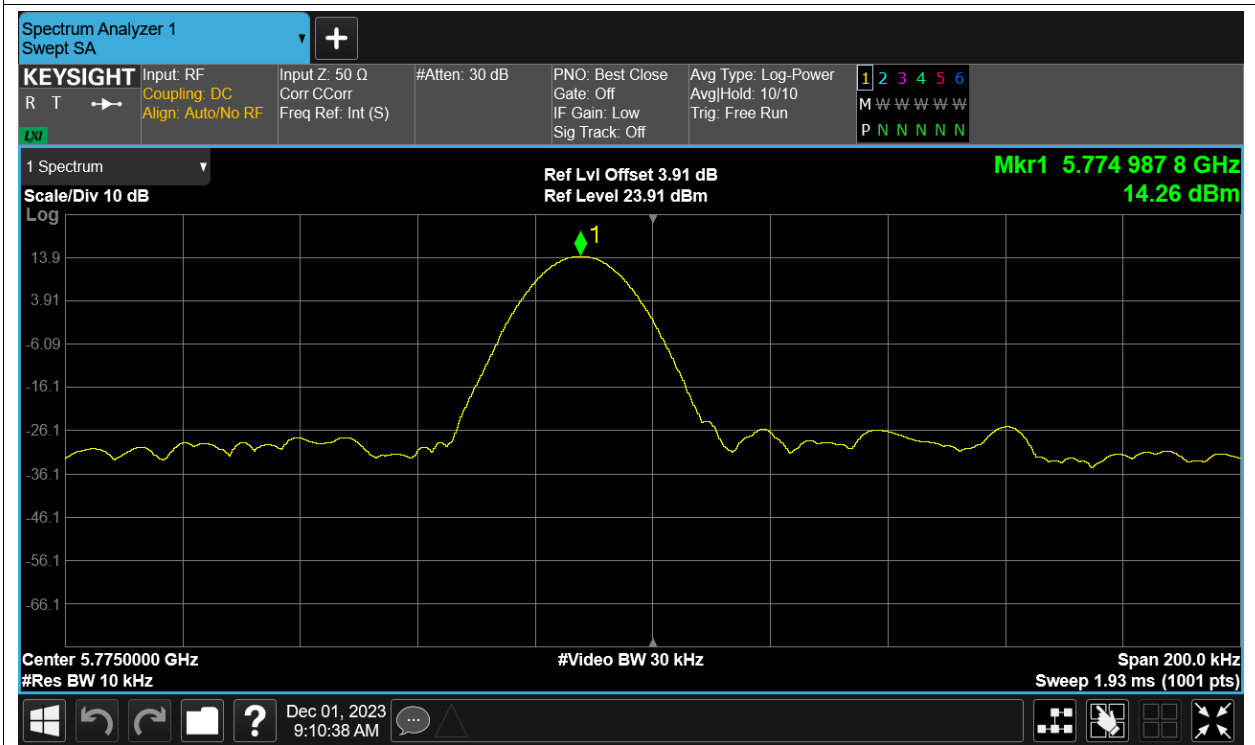 Spectrum Analyzer 1
Swept SA
+
KEYSIGHT
R T
LXI
Input: RF
Coupling: DC
Align: Auto/No RF
Input Z: 50 Ω
Corr CCorr
Freq Ref: Int (S)
#Atten: 30 dB
PNO: Best Close
Gate: Off
IF Gain: Low
Sig Track: Off
Avg Type: Log-Power
Avg|Hold: 10/10
Trig: Free Run
1 2 3 4 5 6
M W W W W W
P N N N N N
1 Spectrum
Scale/Div 10 dB
Log
Ref Lvl Offset 3.91 dB
Ref Level 23.91 dBm
Mkr1 5.774 987 8 GHz
14.26 dBm
1
13.9
3.91
-6.09
-16.1
-26.1
-36.1
-46.1
-56.1
-66.1
Center 5.7750000 GHz
#Res BW 10 kHz
#Video BW 30 kHz
Span 200.0 kHz
Sweep 1.93 ms (1001 pts)
?
Dec 01, 2023
9:10:38 AM